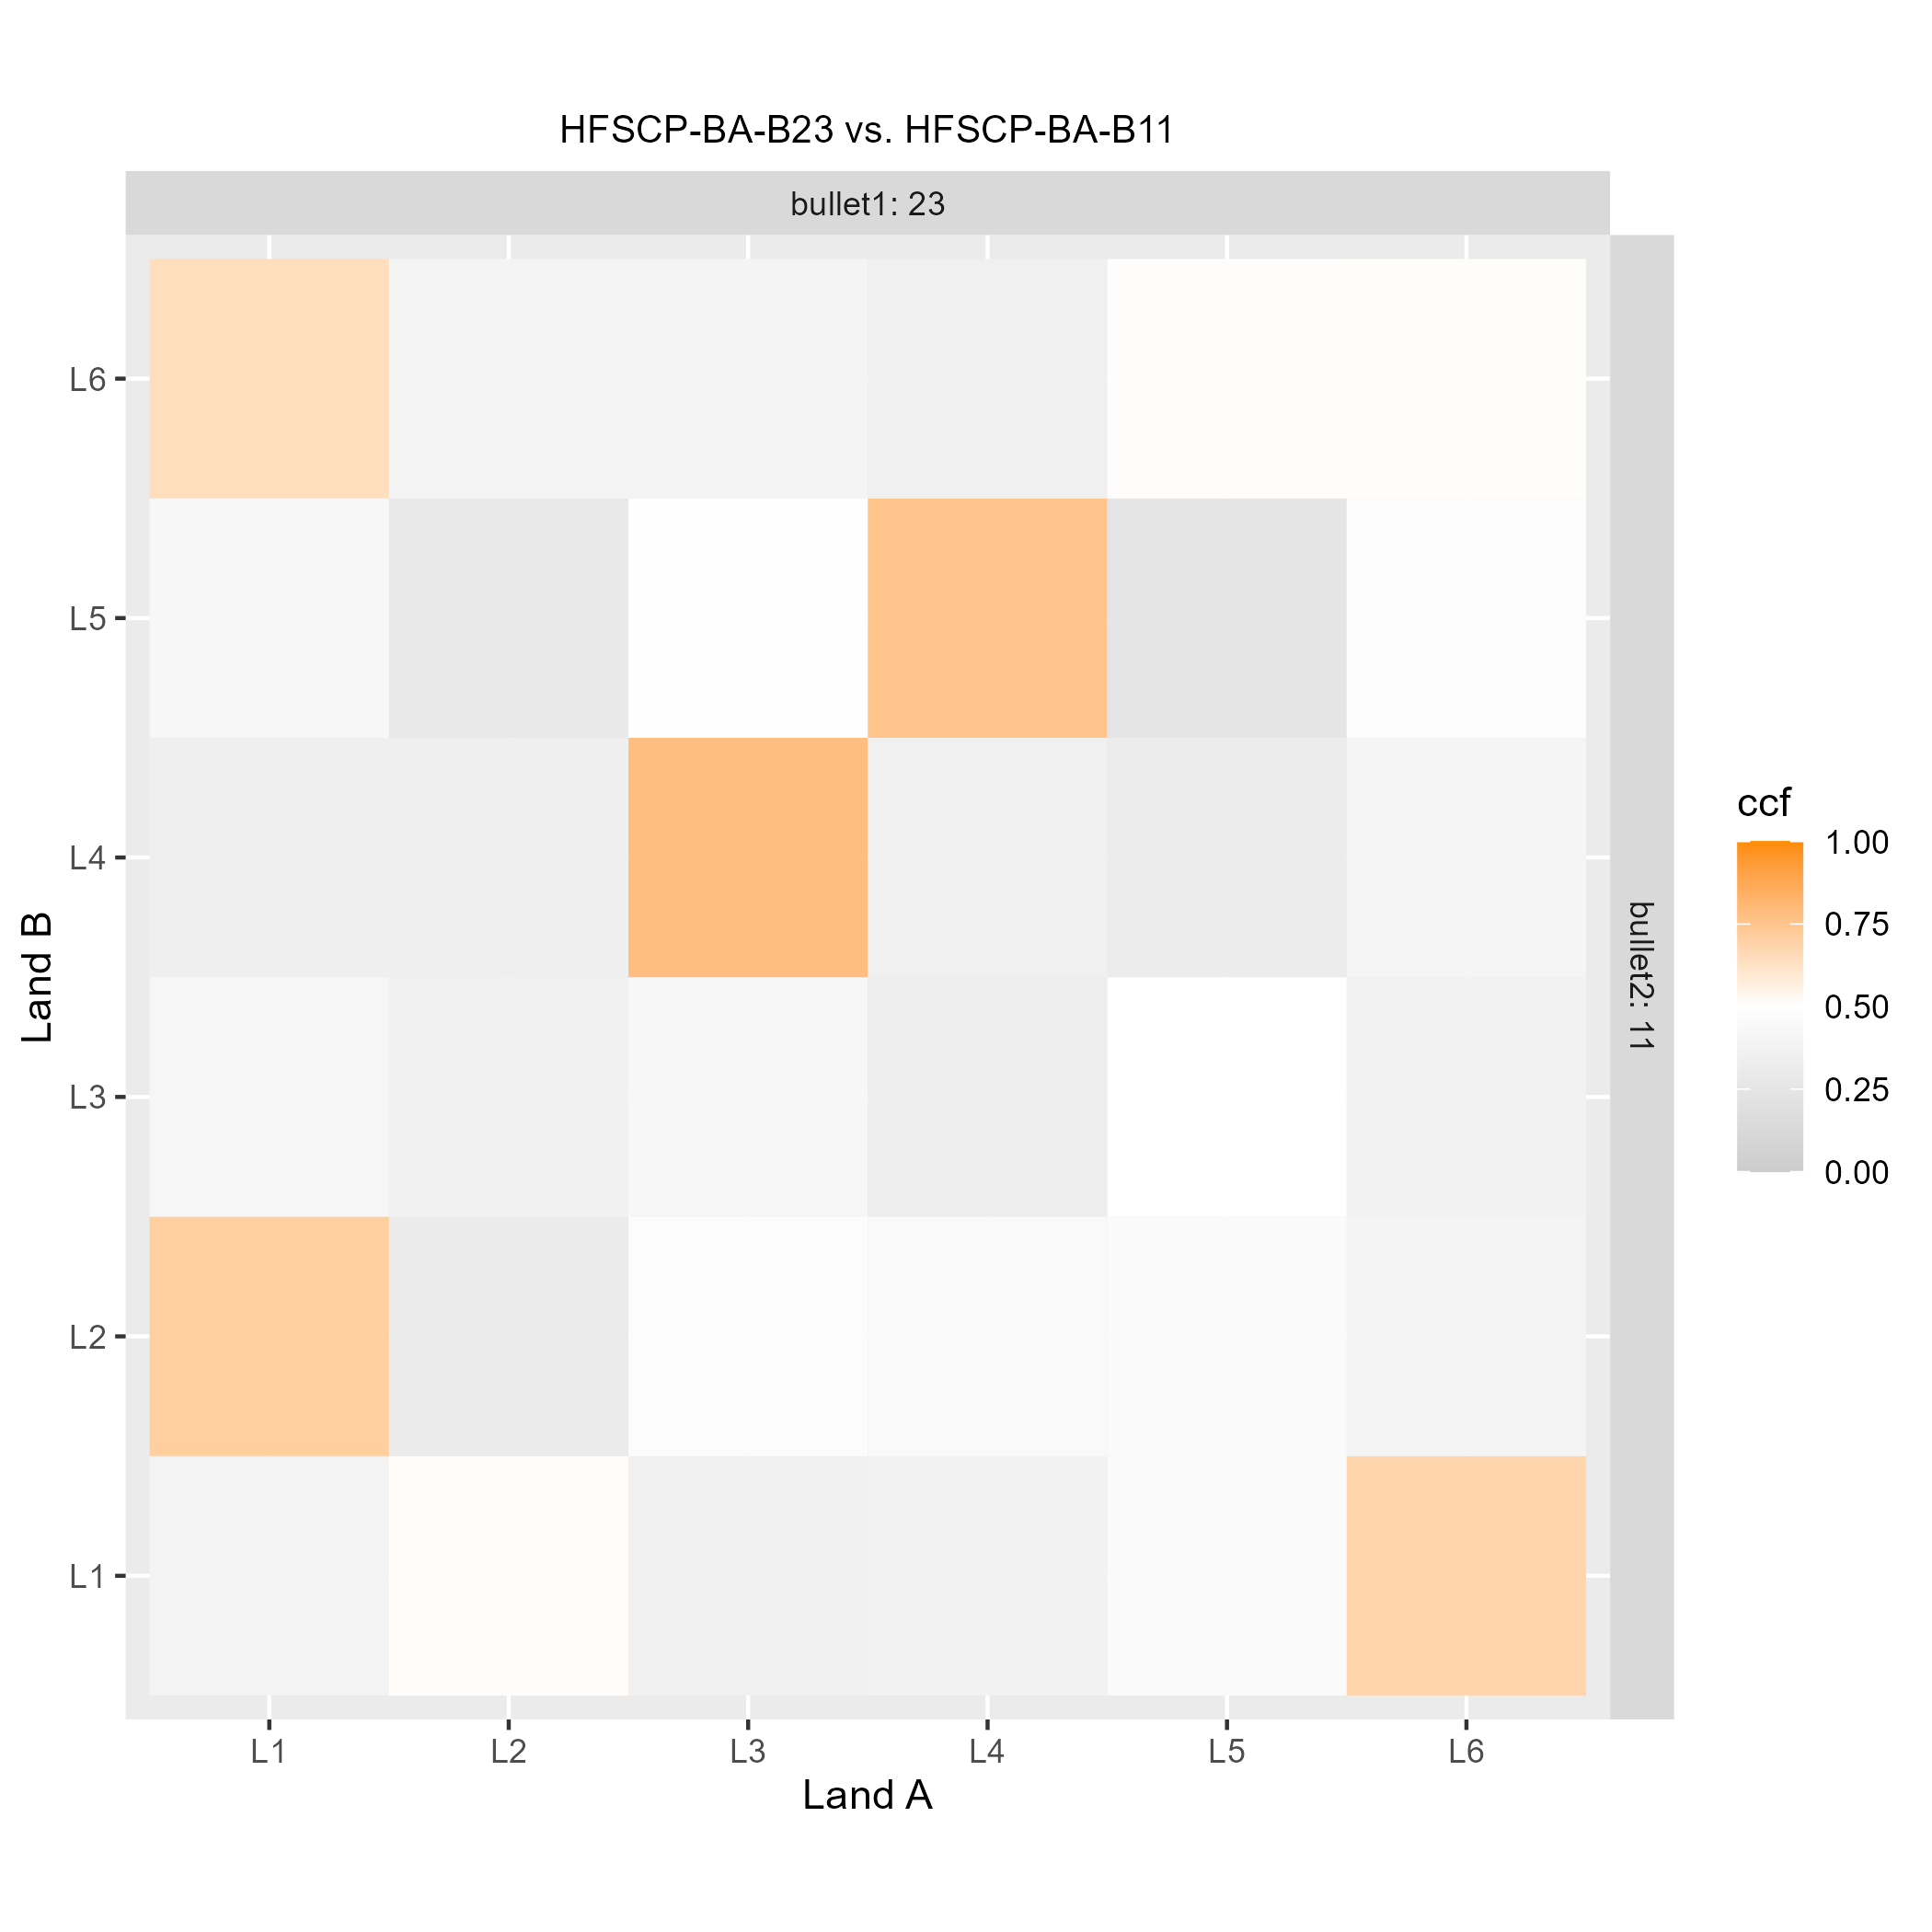 HFSCP-BA-B23 vs. HFSCP-BA-B11
bullet1: 23
L6
L5
L4
L3
L2
L1
Land B
bullet2: 11
L1 L2 L3 L4 L5 L6
Land A
ccf
1.00
0.75
0.50
0.25
0.00